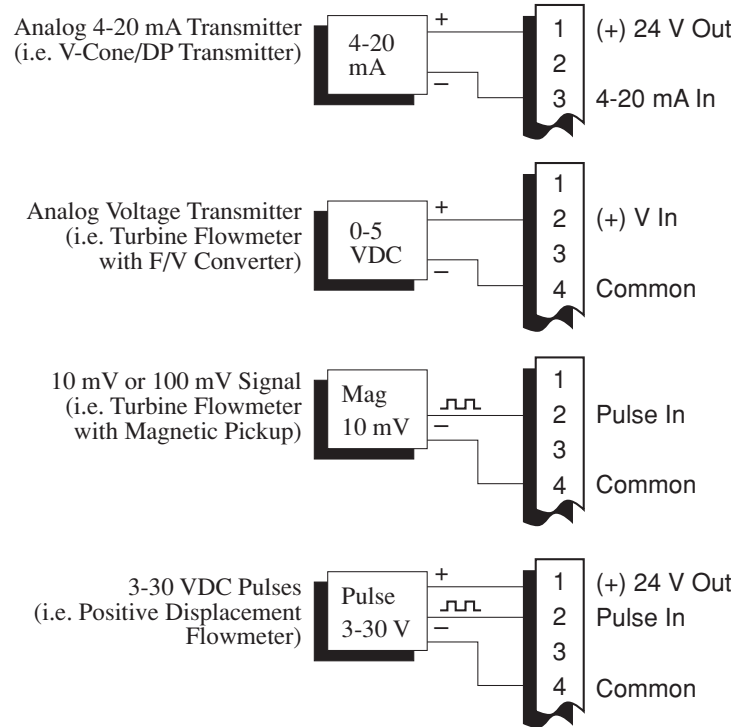 Analog 4-20 mA Transmitter
(i.e. V-Cone/DP Transmitter)
4-20
mA
+
–
1
2
3
(+) 24 V Out
4-20 mA In
Analog Voltage Transmitter
(i.e. Turbine Flowmeter
with F/V Converter)
0-5
VDC
+
–
1
2
3
4
(+) V In
Common
10 mV or 100 mV Signal
(i.e. Turbine Flowmeter
with Magnetic Pickup)
Mag
10 mV
–
1
2
3
4
Pulse In
Common
3-30 VDC Pulses
(i.e. Positive Displacement
Flowmeter)
Pulse
3-30 V
+
–
1
2
3
4
(+) 24 V Out
Pulse In
Common